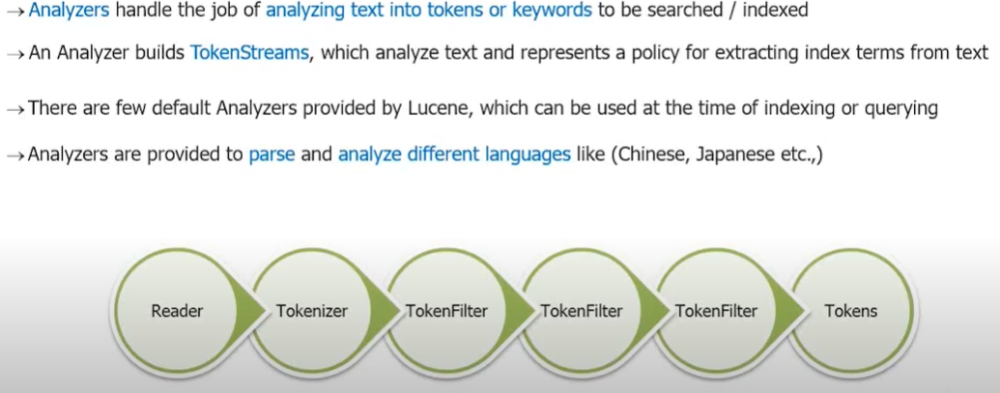 → Analyzers handle the job of analyzing text into tokens or keywords to be searched / indexed
→ An Analyzer builds TokenStreams, which analyze text and represents a policy for extracting index terms from text
→ There are few default Analyzers provided by Lucene, which can be used at the time of indexing or querying
→ Analyzers are provided to parse and analyze different languages like (Chinese, Japanese etc.,)
Reader Tokenizer TokenFilter TokenFilter TokenFilter Tokens